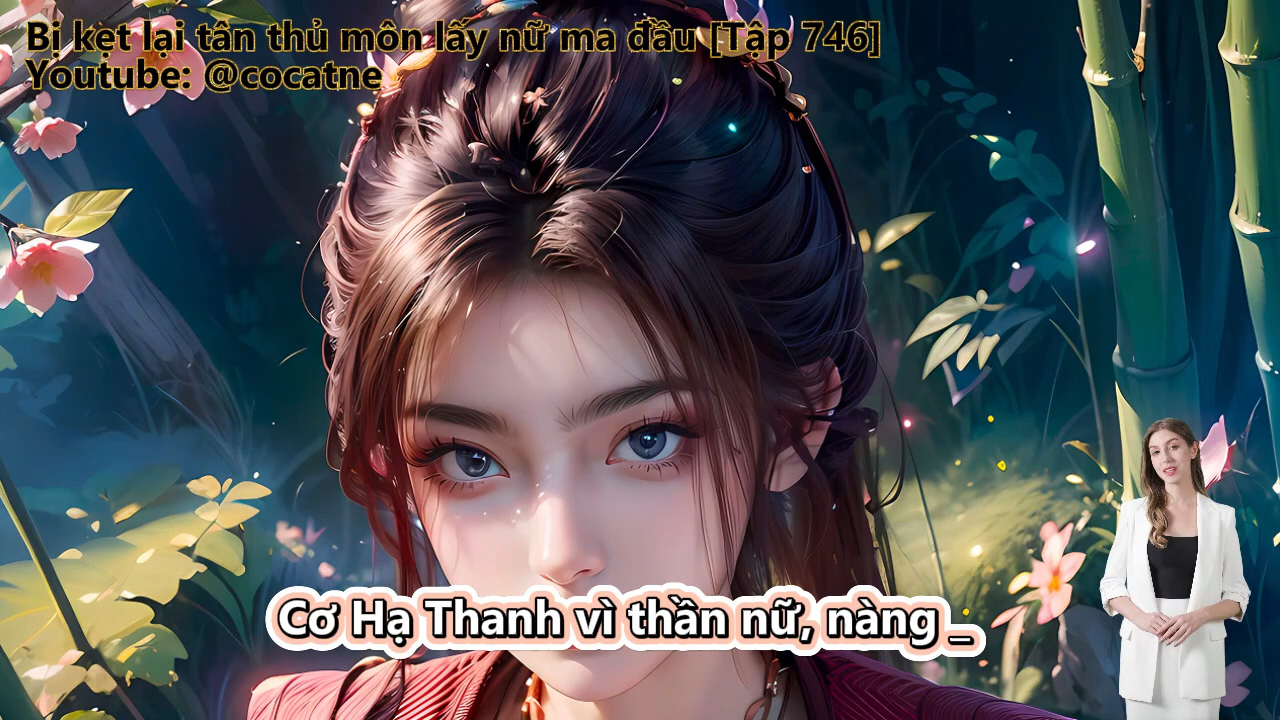 Bị kẹt lại tân thủ môn lấy nữ ma đầu [Tập 746]
Youtube: @cocatne
Cơ Hạ Thanh vì thần nữ, nàng _